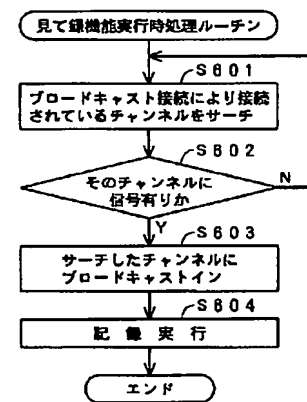 見て録機能実行時処理ルーチン
S601
ブロードキャスト接続により接続
されているチャンネルをサーチ
S602
そのチャンネルに
信号有りか
N
Y
S603
サーチしたチャンネルに
ブロードキャストイン
S604
記録実行
エンド